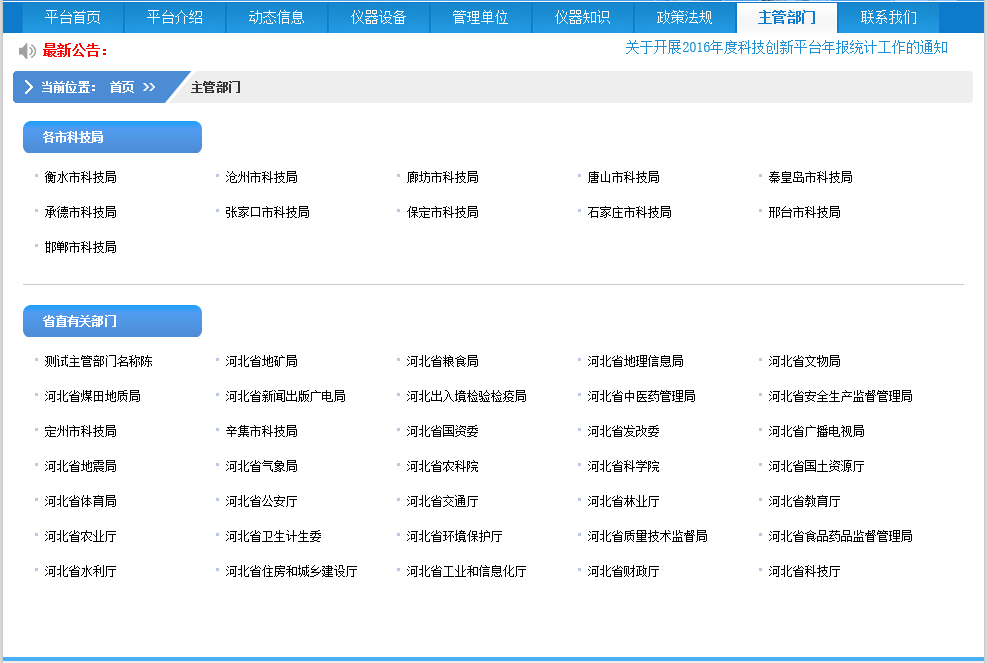 平台首页 平台介绍 动态信息 仪器设备 管理单位 仪器知识 政策法规 主管部门 联系我们
最新公告： 关于开展2016年度科技创新平台年报统计工作的通知
当前位置： 首页 >> 主管部门
各市科技局
衡水市科技局 沧州市科技局 廊坊市科技局 唐山市科技局 秦皇岛市科技局
承德市科技局 张家口市科技局 保定市科技局 石家庄市科技局 邢台市科技局
邯郸市科技局
省直有关部门
测试主管部门名称陈 河北省地矿局 河北省粮食局 河北省地理信息局 河北省文物局
河北省煤田地质局 河北省新闻出版广电局 河北出入境检验检疫局 河北省中医药管理局 河北省安全生产监督管理局
定州市科技局 辛集市科技局 河北省国资委 河北省发改委 河北省广播电视局
河北省地震局 河北省气象局 河北省农科院 河北省科学院 河北省国土资源厅
河北省体育局 河北省公安厅 河北省交通厅 河北省林业厅 河北省教育厅
河北省农业厅 河北省卫生计生委 河北省环境保护厅 河北省质量技术监督局 河北省食品药品监督管理局
河北省水利厅 河北省住房和城乡建设厅 河北省工业和信息化厅 河北省财政厅 河北省科技厅